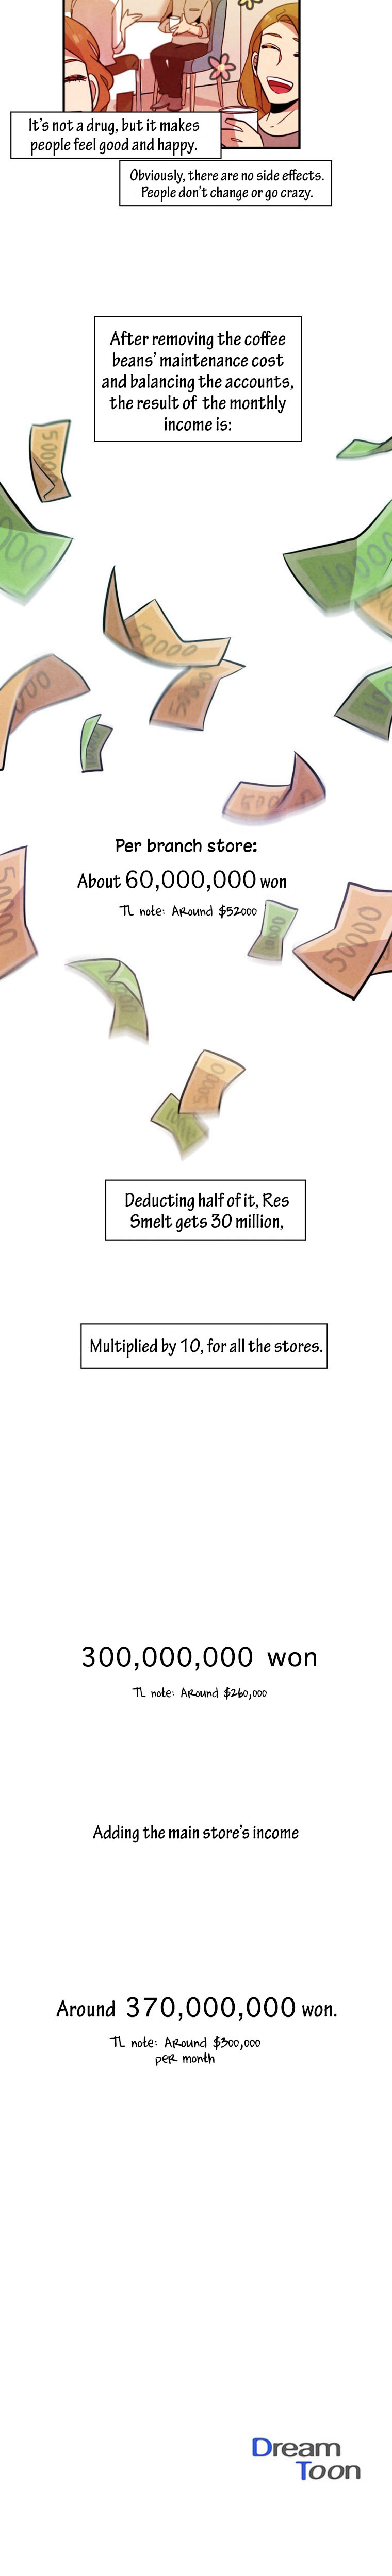 It's not a drug, but it makes
people feel good and happy.
Obviously, there are no side effects.
People don't change or go crazy.
After removing the coffee
beans' maintenance cost
and balancing the accounts,
the result of the monthly
income is:
50000
000
10000
50000
50000
000
Per branch store:
About 60,000,000 won
TL note: Around $52000
50000
Deducting half of it, Res
Smelt gets 30 million,
Multiplied by 10, for all the stores.
300,000,000 won
TL note: Around $260,000
Adding the main store's income
Around 370,000,000 won.
TL note: Around $300,000
per month
Dream
Toon